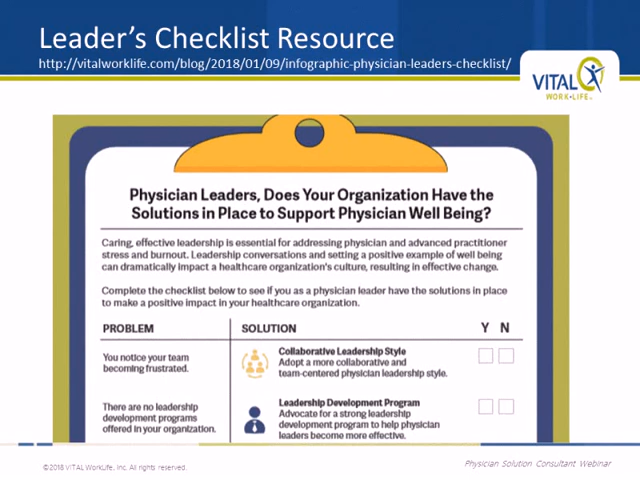 Leader's Checklist Resource
http://vitalworklife.com/blog/2018/01/09/infographic-physician-leaders-checklist/
VITAL
WORK•LIFE
Physician Leaders, Does Your Organization Have the
Solutions in Place to Support Physician Well Being?
Caring, effective leadership is essential for addressing physician and advanced practitioner
stress and burnout. Leadership conversations and setting a positive example of well being
can dramatically impact a healthcare organization's culture, resulting in effective change.
Complete the checklist below to see if you as a physician leader have the solutions in place
to make a positive impact in your healthcare organization.
PROBLEM SOLUTION Y N
You notice your team
becoming frustrated.
Collaborative Leadership Style
Adopt a more collaborative and
team-centered physician leadership style.
There are no leadership
development programs
offered in your organization.
Leadership Development Program
Advocate for a strong leadership
development program to help physician
leaders become more effective.
©2018 VITAL WorkLife, Inc. All rights reserved.
Physician Solution Consultant Webinar